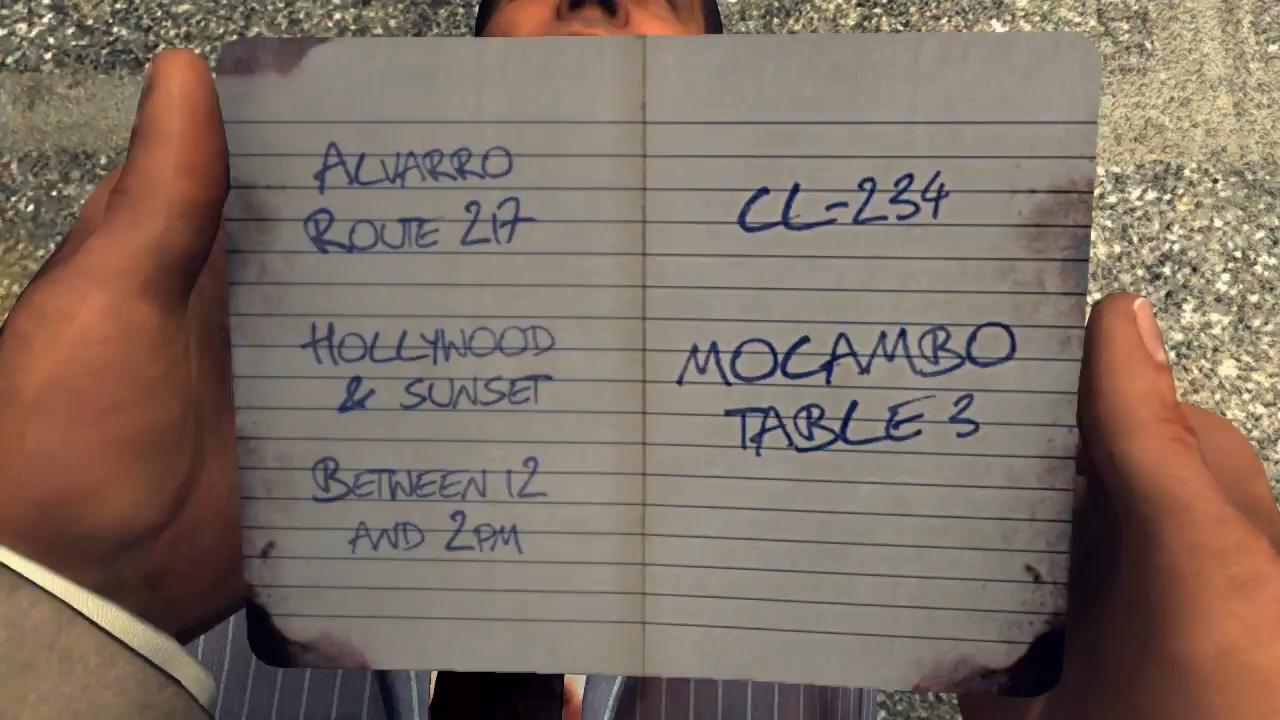 ALVARRO
ROUTE 217
HOLLYWOOD
& SUNSET
BETWEEN 12
AND 2PM
CL-234
MOCAMBO
TABLE 3